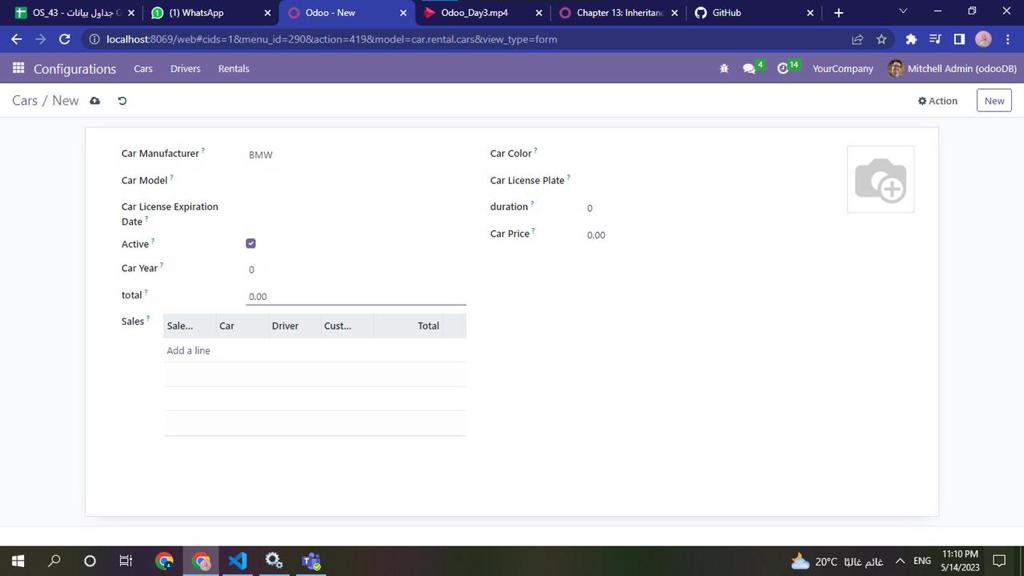 OS_43 - جداول بيانات G
(1) WhatsApp
Odoo - New
Odoo_Day3.mp4
Chapter 13: Inheritanc
GitHub
localhost:8069/web#cids=1&menu_id=290&action=419&model=car.rental.cars&view_type=form
Configurations Cars Drivers Rentals 4 14 YourCompany Mitchell Admin (odooDB)
Cars / New Action New
Car Manufacturer ? BMW
Car Model ?
Car License Expiration
Date ?
Active ?
Car Year ? 0
total ? 0.00
Car Color ?
Car License Plate ?
duration ? 0
Car Price ? 0.00
Sales ? Sale... Car Driver Cust... Total
Add a line
20°C غائم غالبًا ENG
11:10 PM
5/14/2023